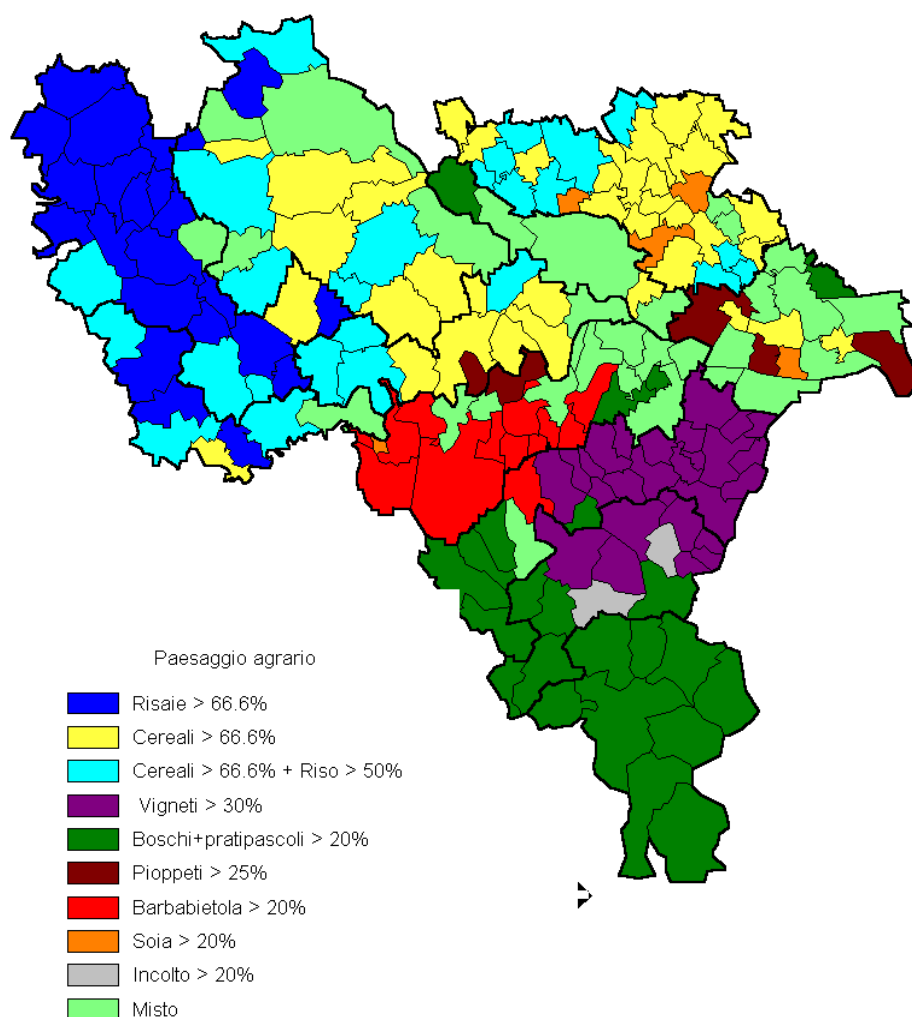 Paesaggio agrario
Risaie > 66.6%
Cereali > 66.6%
Cereali > 66.6% + Riso > 50%
Vigneti > 30%
Boschi+pratipascoli > 20%
Pioppeti > 25%
Barbabietola > 20%
Soia > 20%
Incolto > 20%
Misto